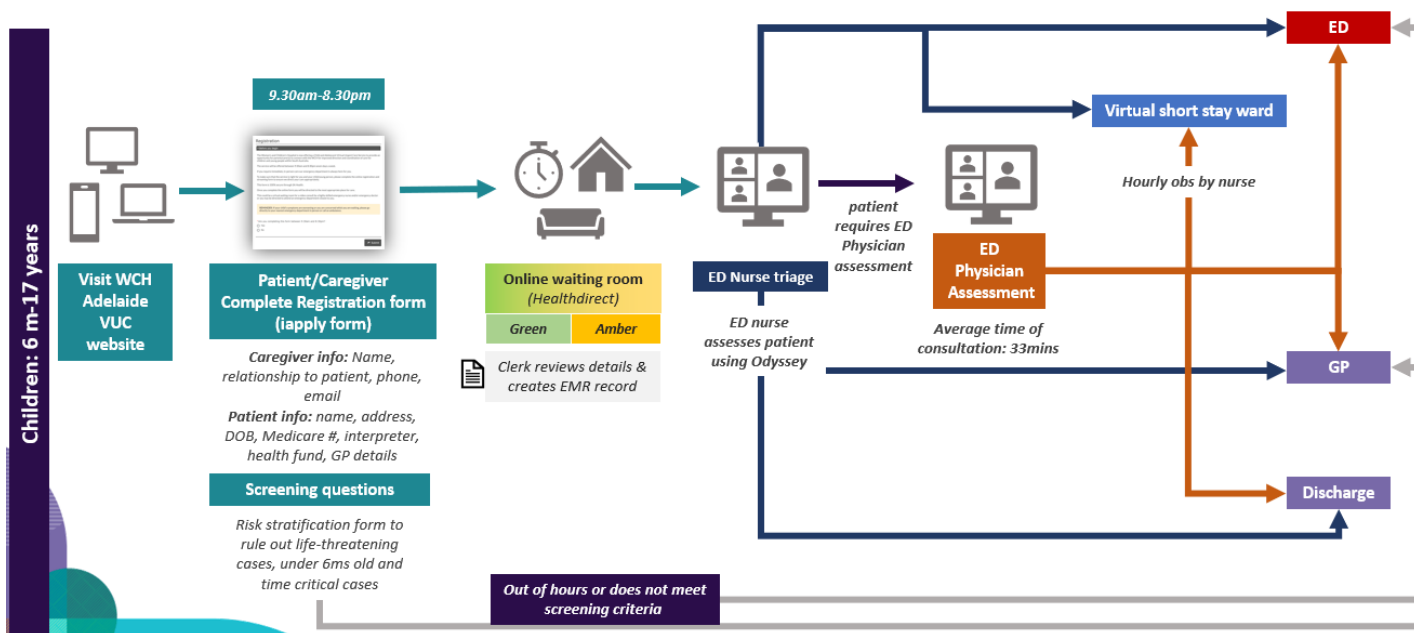 Children: 6 m-17 years
9.30am-8.30pm
Registration
Visit WCH
Adelaide
VUC
website
Patient/Caregiver
Complete Registration form
(iapply form)
Caregiver info: Name,
relationship to patient, phone,
email
Patient info: name, address,
DOB, Medicare #, interpreter,
health fund, GP details
Screening questions
Risk stratification form to
rule out life-threatening
cases, under 6ms old and
time critical cases
Online waiting room
(Healthdirect)
Green
Amber
Clerk reviews details &
creates EMR record
ED Nurse triage
ED nurse
assesses patient
using Odyssey
patient
requires ED
Physician
assessment
ED
Physician
Assessment
Average time of
consultation: 33mins
ED
Virtual short stay ward
Hourly obs by nurse
GP
Discharge
Out of hours or does not meet
screening criteria